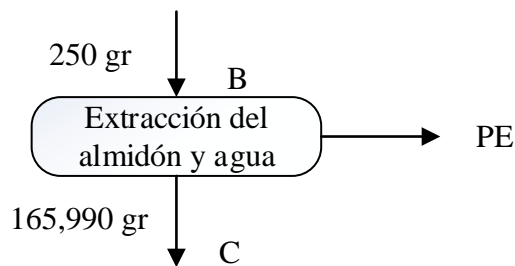 250 gr
B
Extracción del
almidón y agua
PE
165,990 gr
C